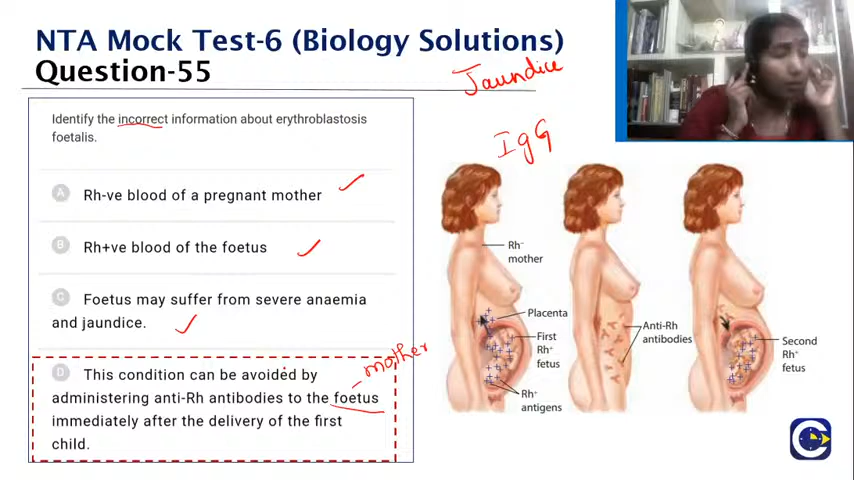 NTA Mock Test-6 (Biology Solutions)
Question-55
Jaundice
Identify the incorrect information about erythroblastosis
foetalis.
IgG
A Rh-ve blood of a pregnant mother
B Rh+ve blood of the foetus
C Foetus may suffer from severe anaemia
and jaundice.
mother
D This condition can be avoided by
administering anti-Rh antibodies to the foetus
immediately after the delivery of the first
child.
Rh-
mother
Placenta
First
Rh+
fetus
Rh+
antigens
Anti-Rh
antibodies
Second
Rh+
fetus